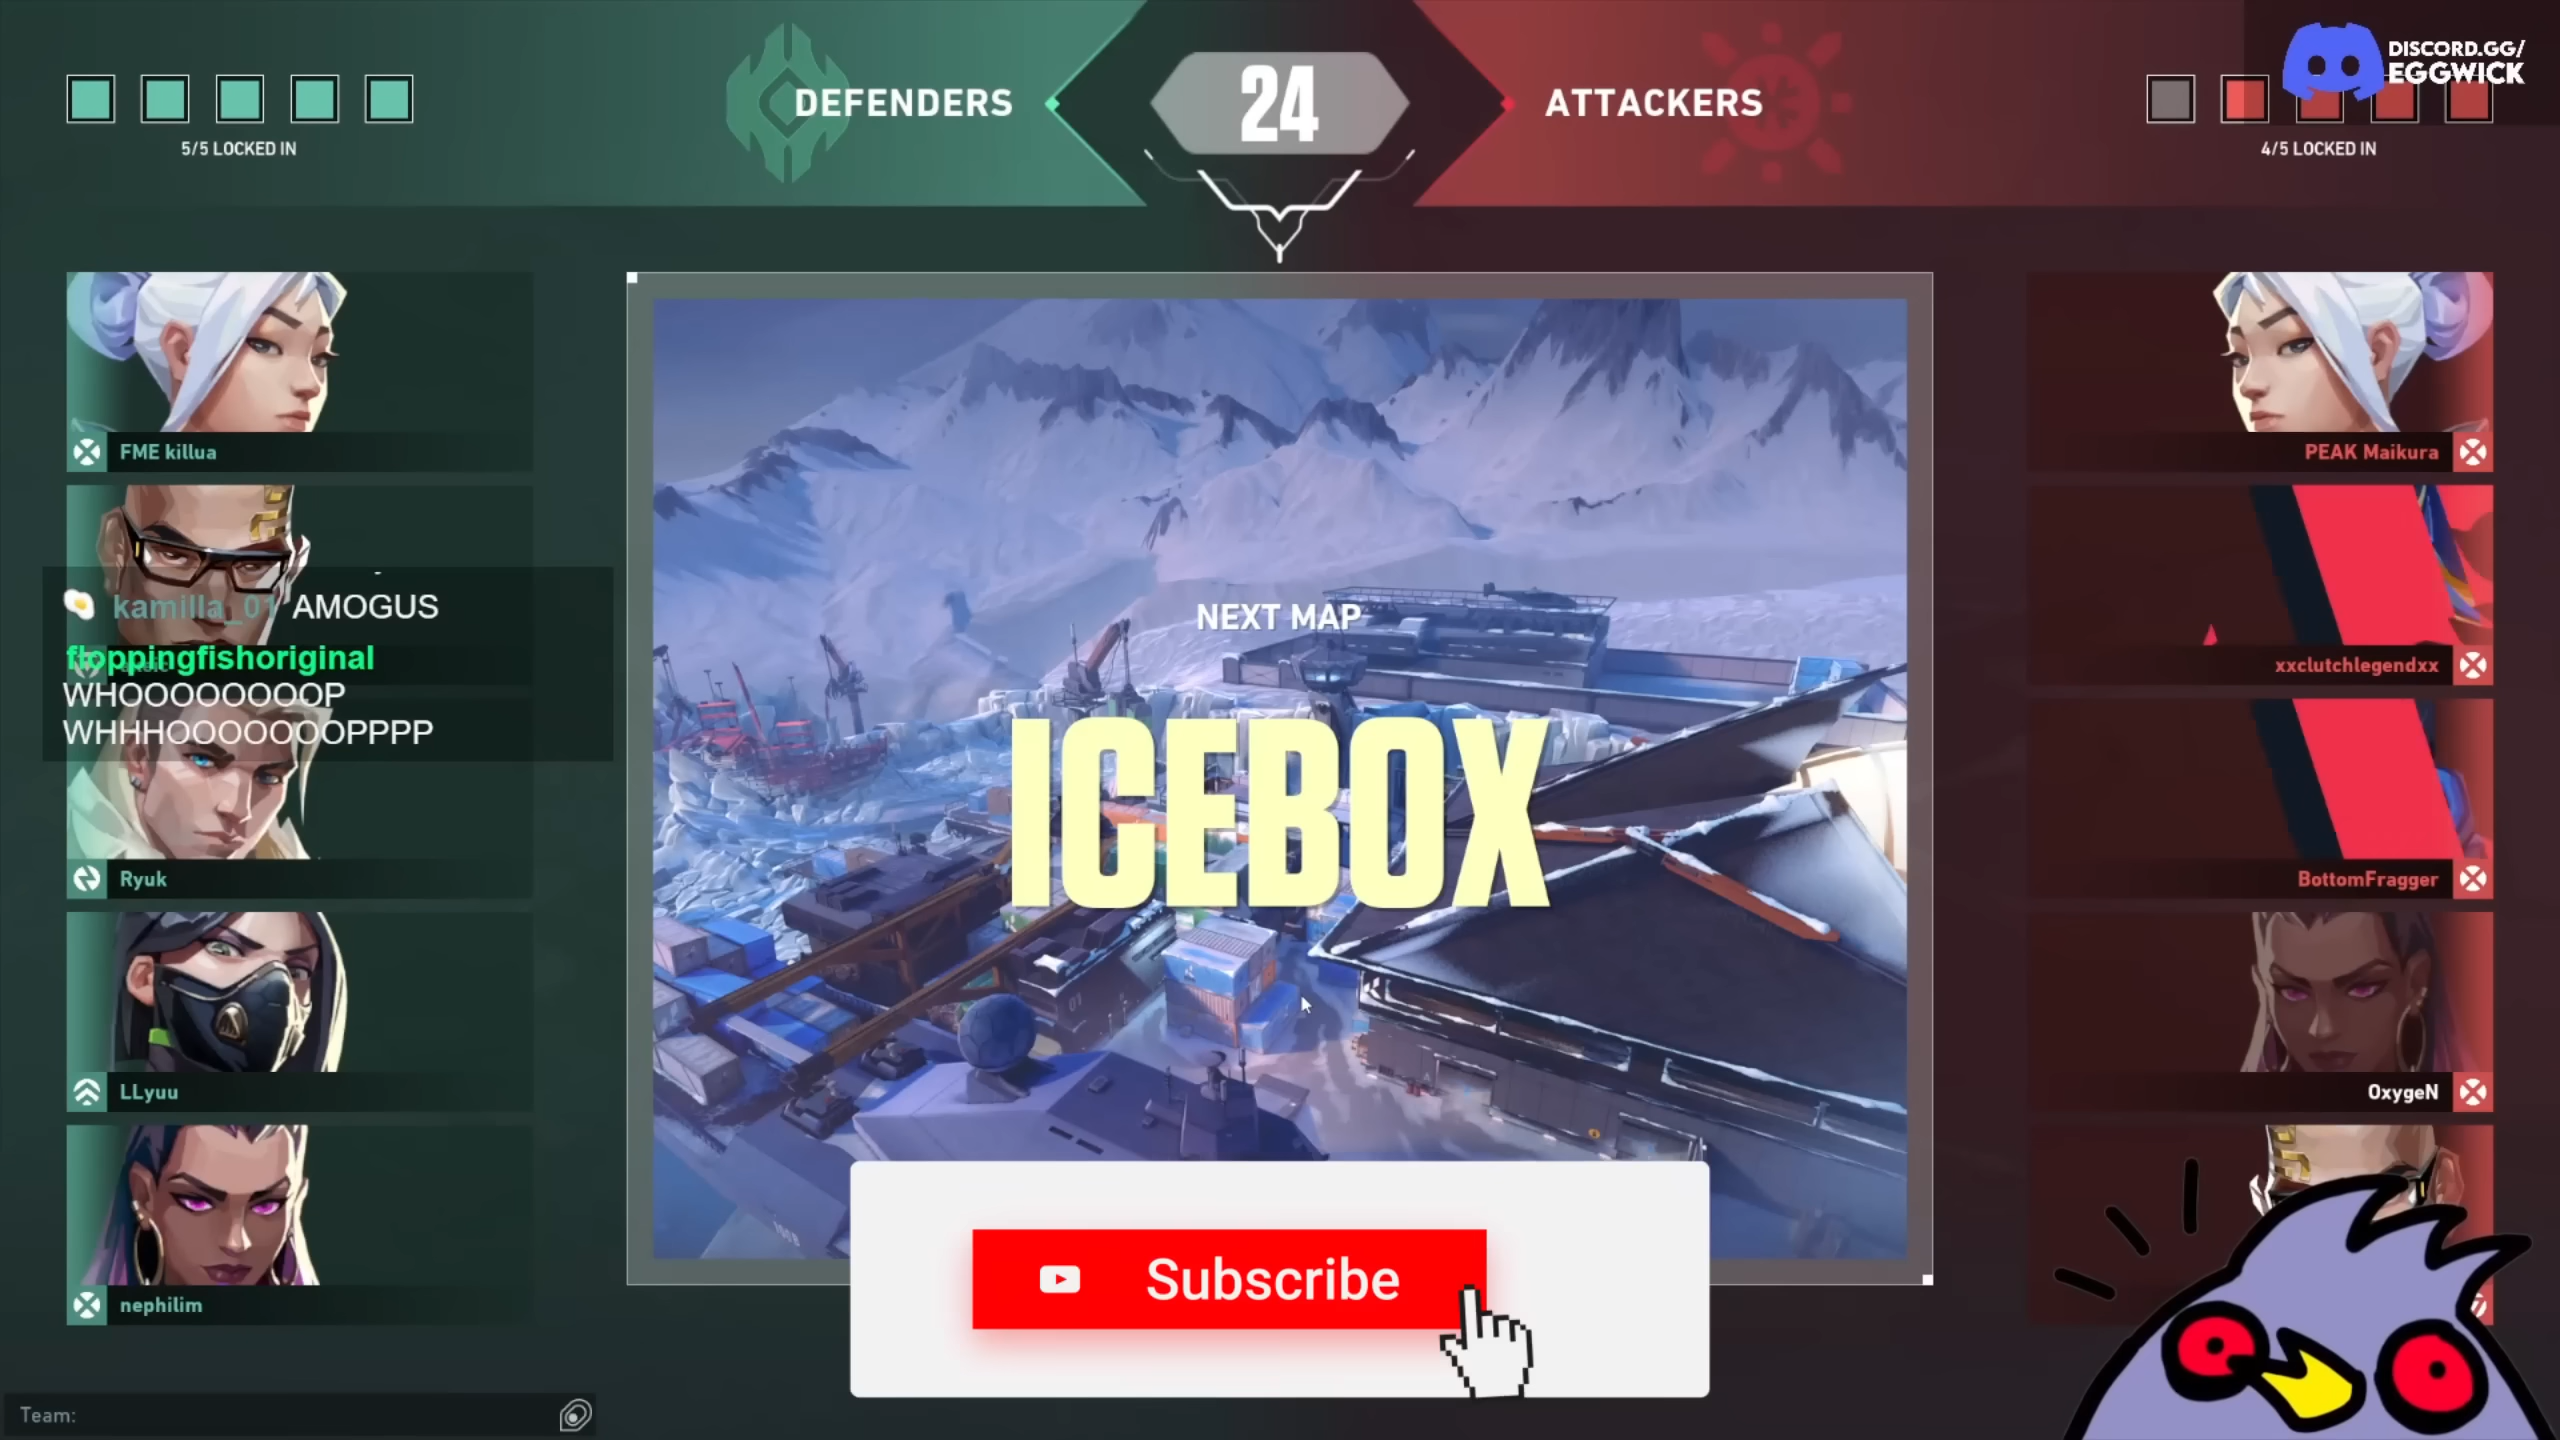 DEFENDERS
24
ATTACKERS
DISCORD.GG/
EGGWICK
5/5 LOCKED IN
4/5 LOCKED IN
FME killua
PEAK Maikura
kamilla_01 AMOGUS
floppingfishoriginal
WHOOOOOOOOP
WHHHOOOOOOOPPPP
xxclutchlegendxx
NEXT MAP
ICEBOX
Ryuk
BottomFragger
LLyuu
OxygeN
nephilim
Subscribe
Team: